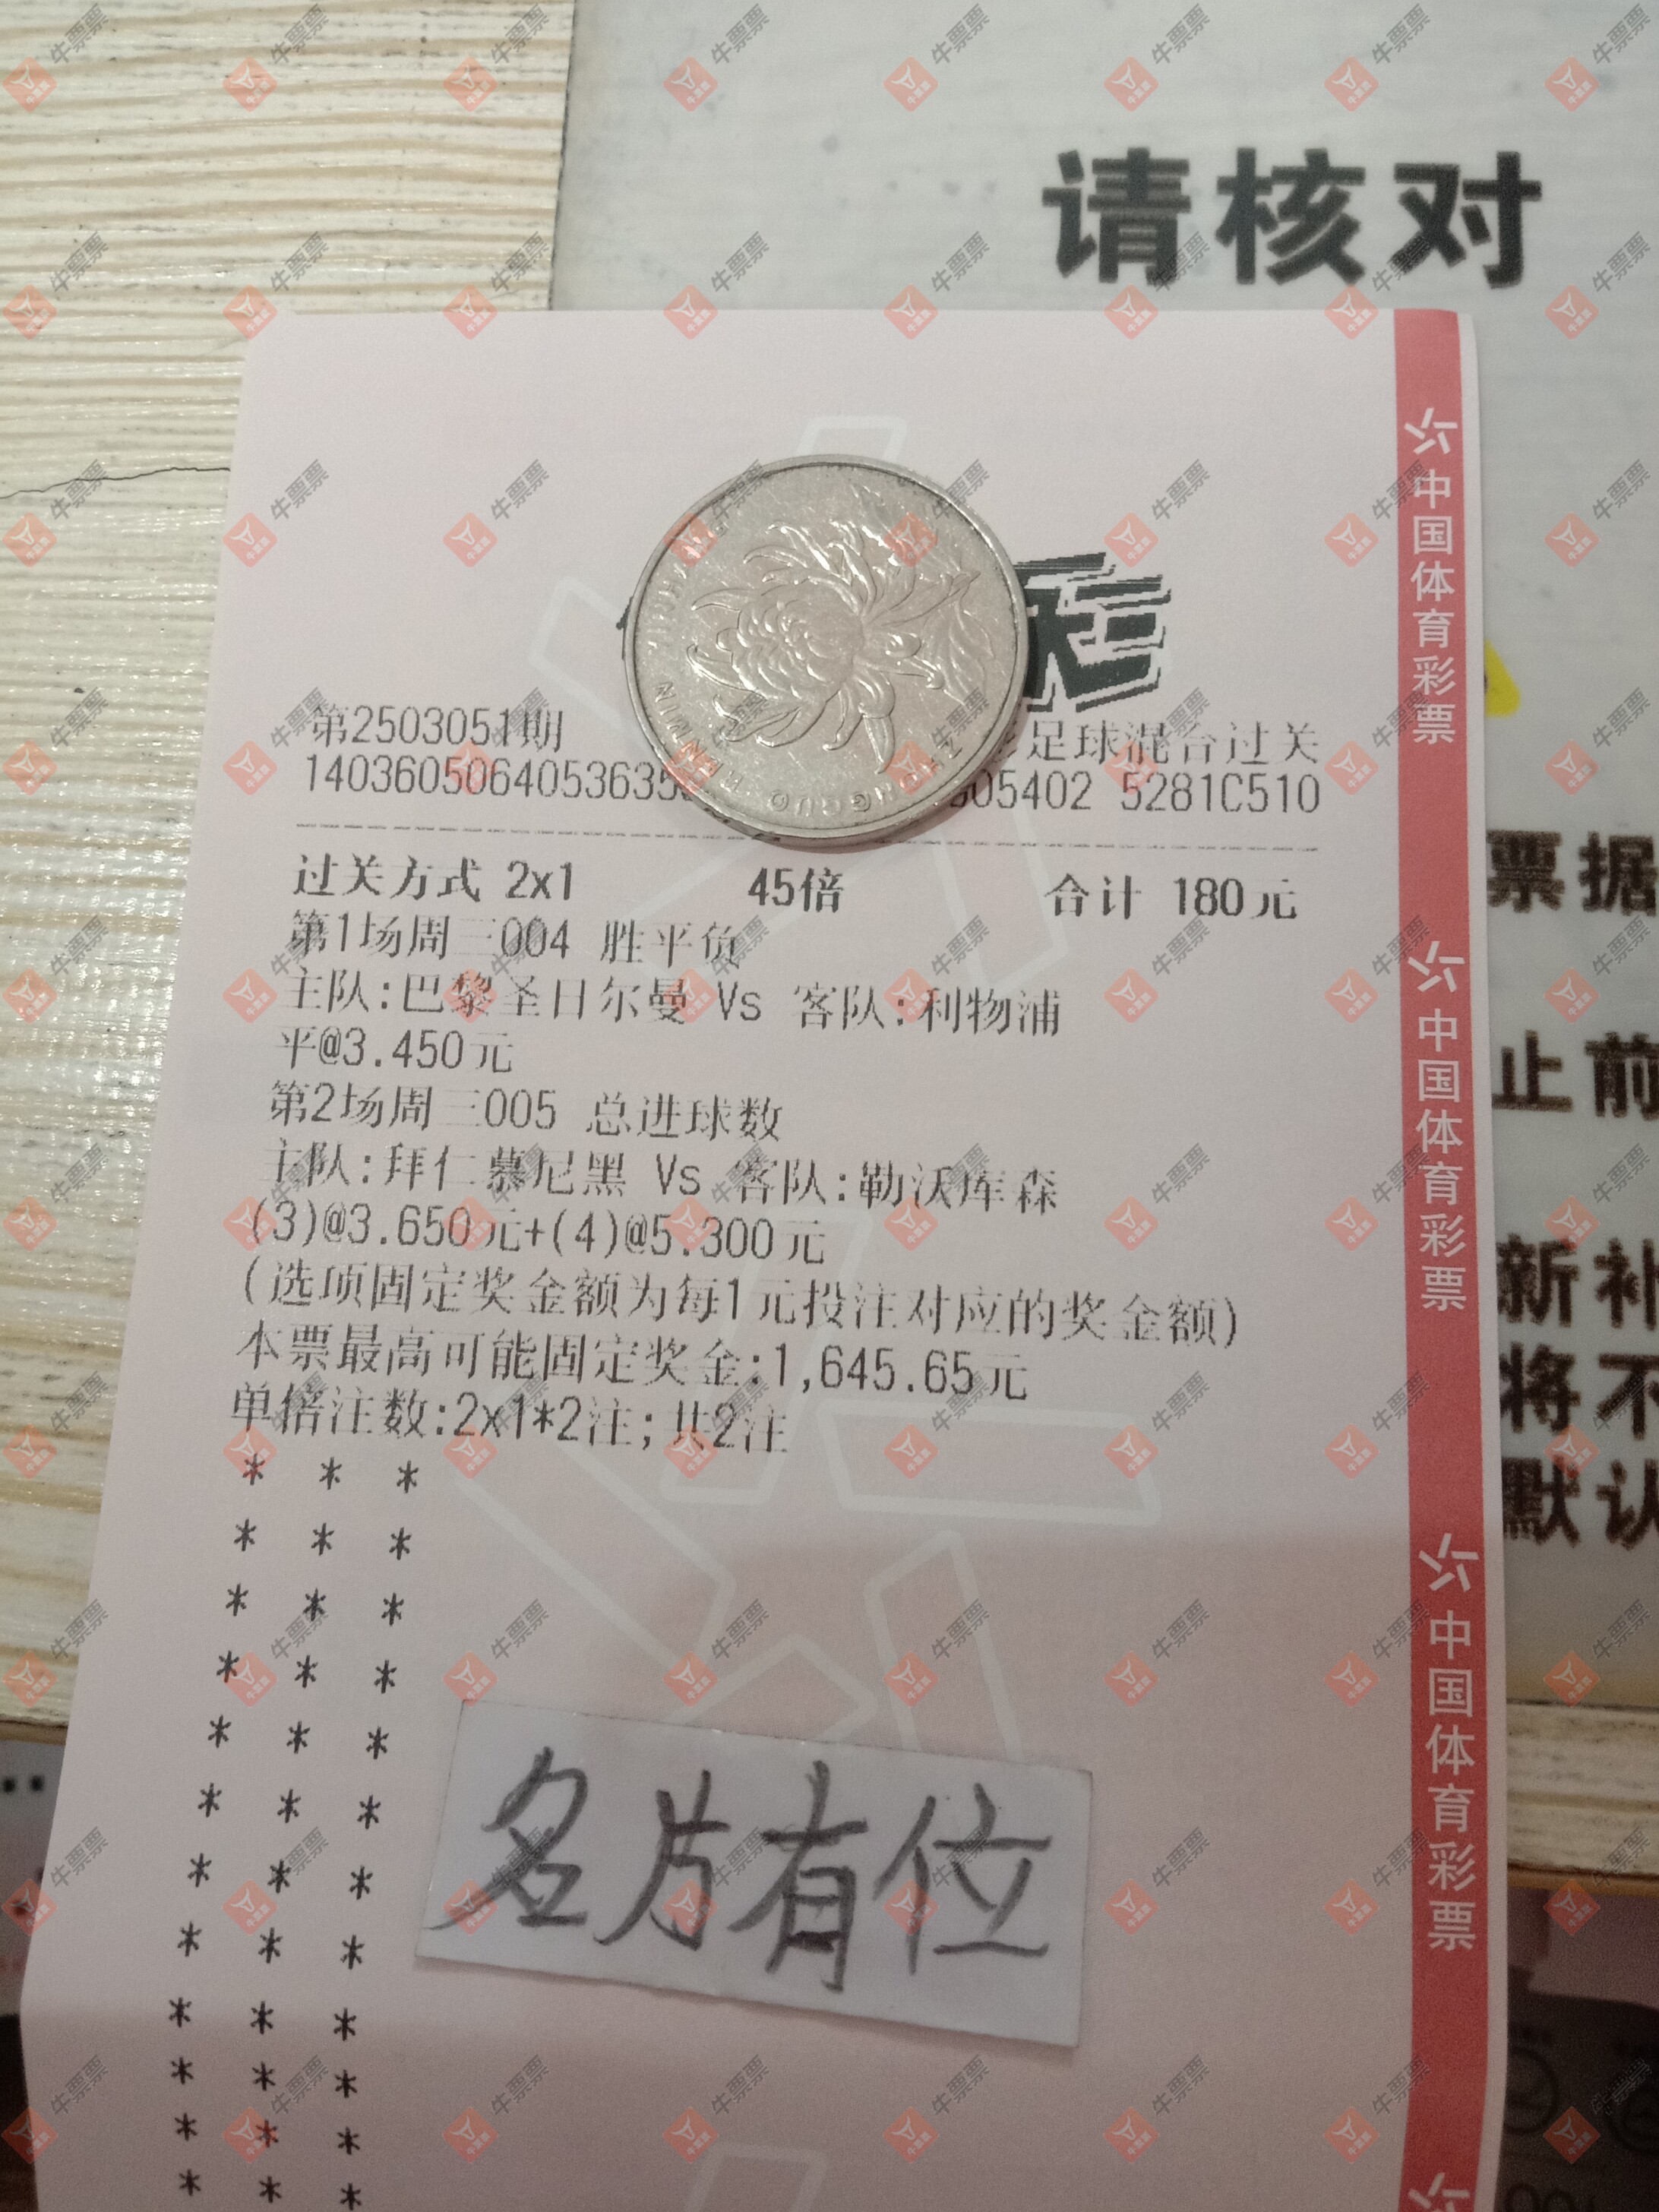 请核对
第2503051期
足球混合过关
14036050640536353
305402 5281C510
过关方式 2x1 45倍 合计 180元
第1场周三004 胜平负
主队:巴黎圣日尔曼 Vs 客队:利物浦
平@3.450元
第2场周三005 总进球数
主队:拜仁慕尼黑 Vs 客队:勒沃库森
(3)@3.650元+(4)@5.300元
(选项固定奖金额为每1元投注对应的奖金额)
本票最高可能固定奖金:1,645.65元
单倍注数:2x1*2注;共2注
* * *
* * *
* * *
* * *
* * *
* * *
* * *
* * *
* * *
* * *
* * *
* * *
名片有位
中国体育彩票
中国体育彩票
中国体育彩票
票据
止前
新补
将不
默认
牛票票